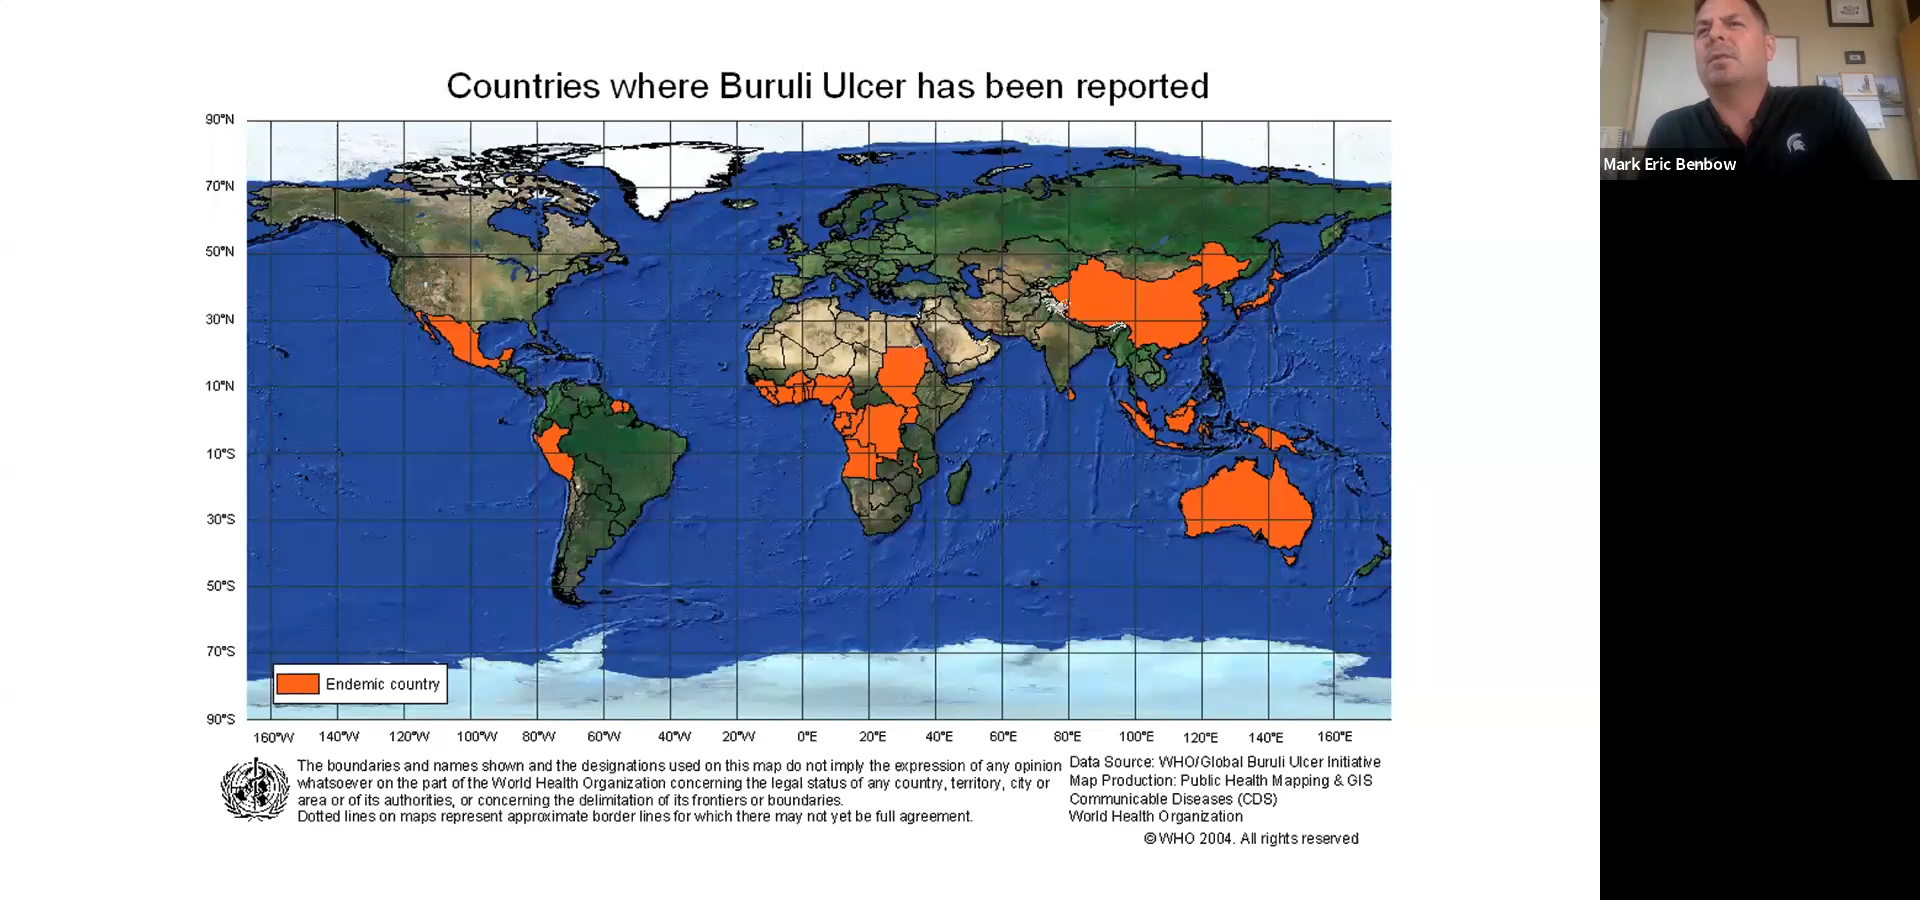 Countries where Buruli Ulcer has been reported
90°N
70°N
50°N
30°N
10°N
10°S
30°S
50°S
70°S
90°S
Endemic country
160°W 140°W 120°W 100°W 80°W 60°W 40°W 20°W 0°E 20°E 40°E 60°E 80°E 100°E 120°E 140°E 160°E
The boundaries and names shown and the designations used on this map do not imply the expression of any opinion
whatsoever on the part of the World Health Organization concerning the legal status of any country, territory, city or
area or of its authorities, or concerning the delimitation of its frontiers or boundaries.
Dotted lines on maps represent approximate border lines for which there may not yet be full agreement.
Data Source: WHO/Global Buruli Ulcer Initiative
Map Production: Public Health Mapping & GIS
Communicable Diseases (CDS)
World Health Organization
© WHO 2004. All rights reserved
Mark Eric Benbow